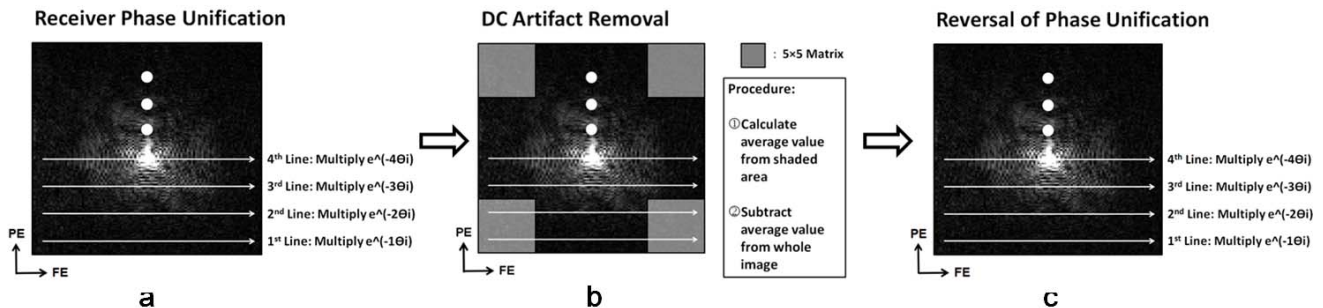 Receiver Phase Unification
4th Line: Multiply e^(-4Θi)
3rd Line: Multiply e^(-3Θi)
2nd Line: Multiply e^(-2Θi)
1st Line: Multiply e^(-1Θi)
PE
FE
a
DC Artifact Removal
PE
FE
b
: 5×5 Matrix
Procedure:
①Calculate
average value
from shaded
area
②Subtract
average value
from whole
image
Reversal of Phase Unification
4th Line: Multiply e^(-4Θi)
3rd Line: Multiply e^(-3Θi)
2nd Line: Multiply e^(-2Θi)
1st Line: Multiply e^(-1Θi)
PE
FE
c